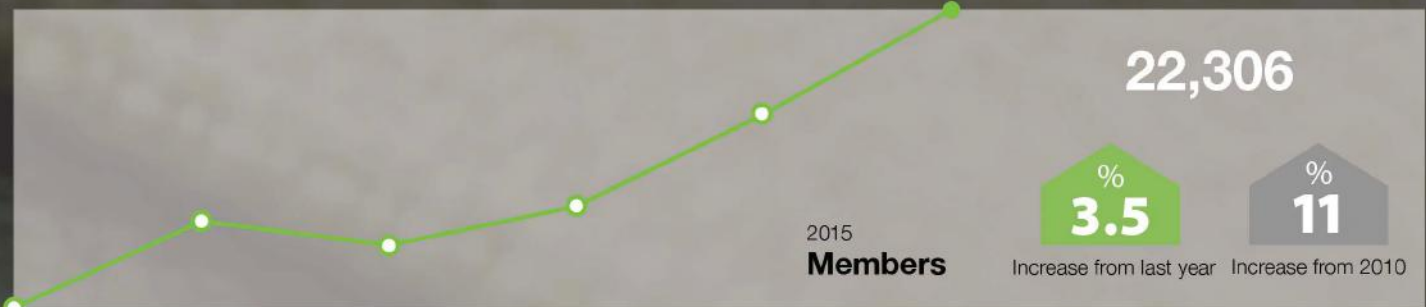 22,306
%
3.5
Increase from last year
%
11
Increase from 2010
2015
Members